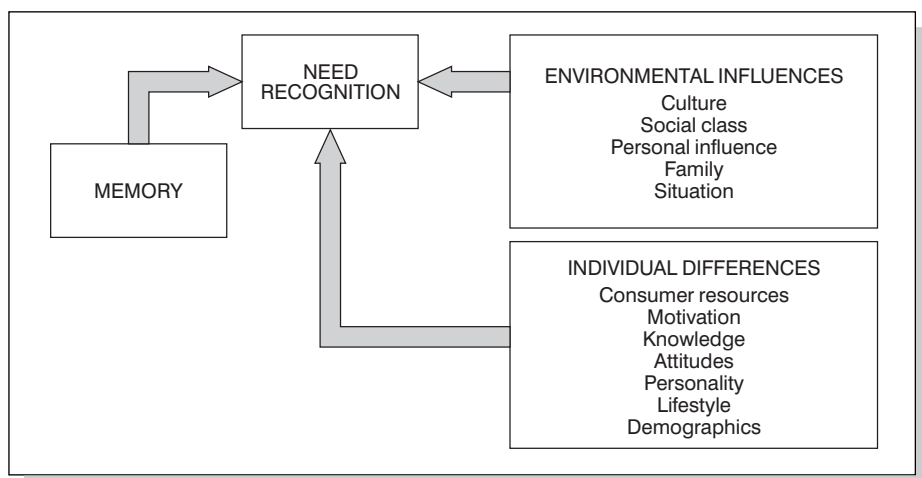 NEED
RECOGNITION
MEMORY
ENVIRONMENTAL INFLUENCES
Culture
Social class
Personal influence
Family
Situation
INDIVIDUAL DIFFERENCES
Consumer resources
Motivation
Knowledge
Attitudes
Personality
Lifestyle
Demographics